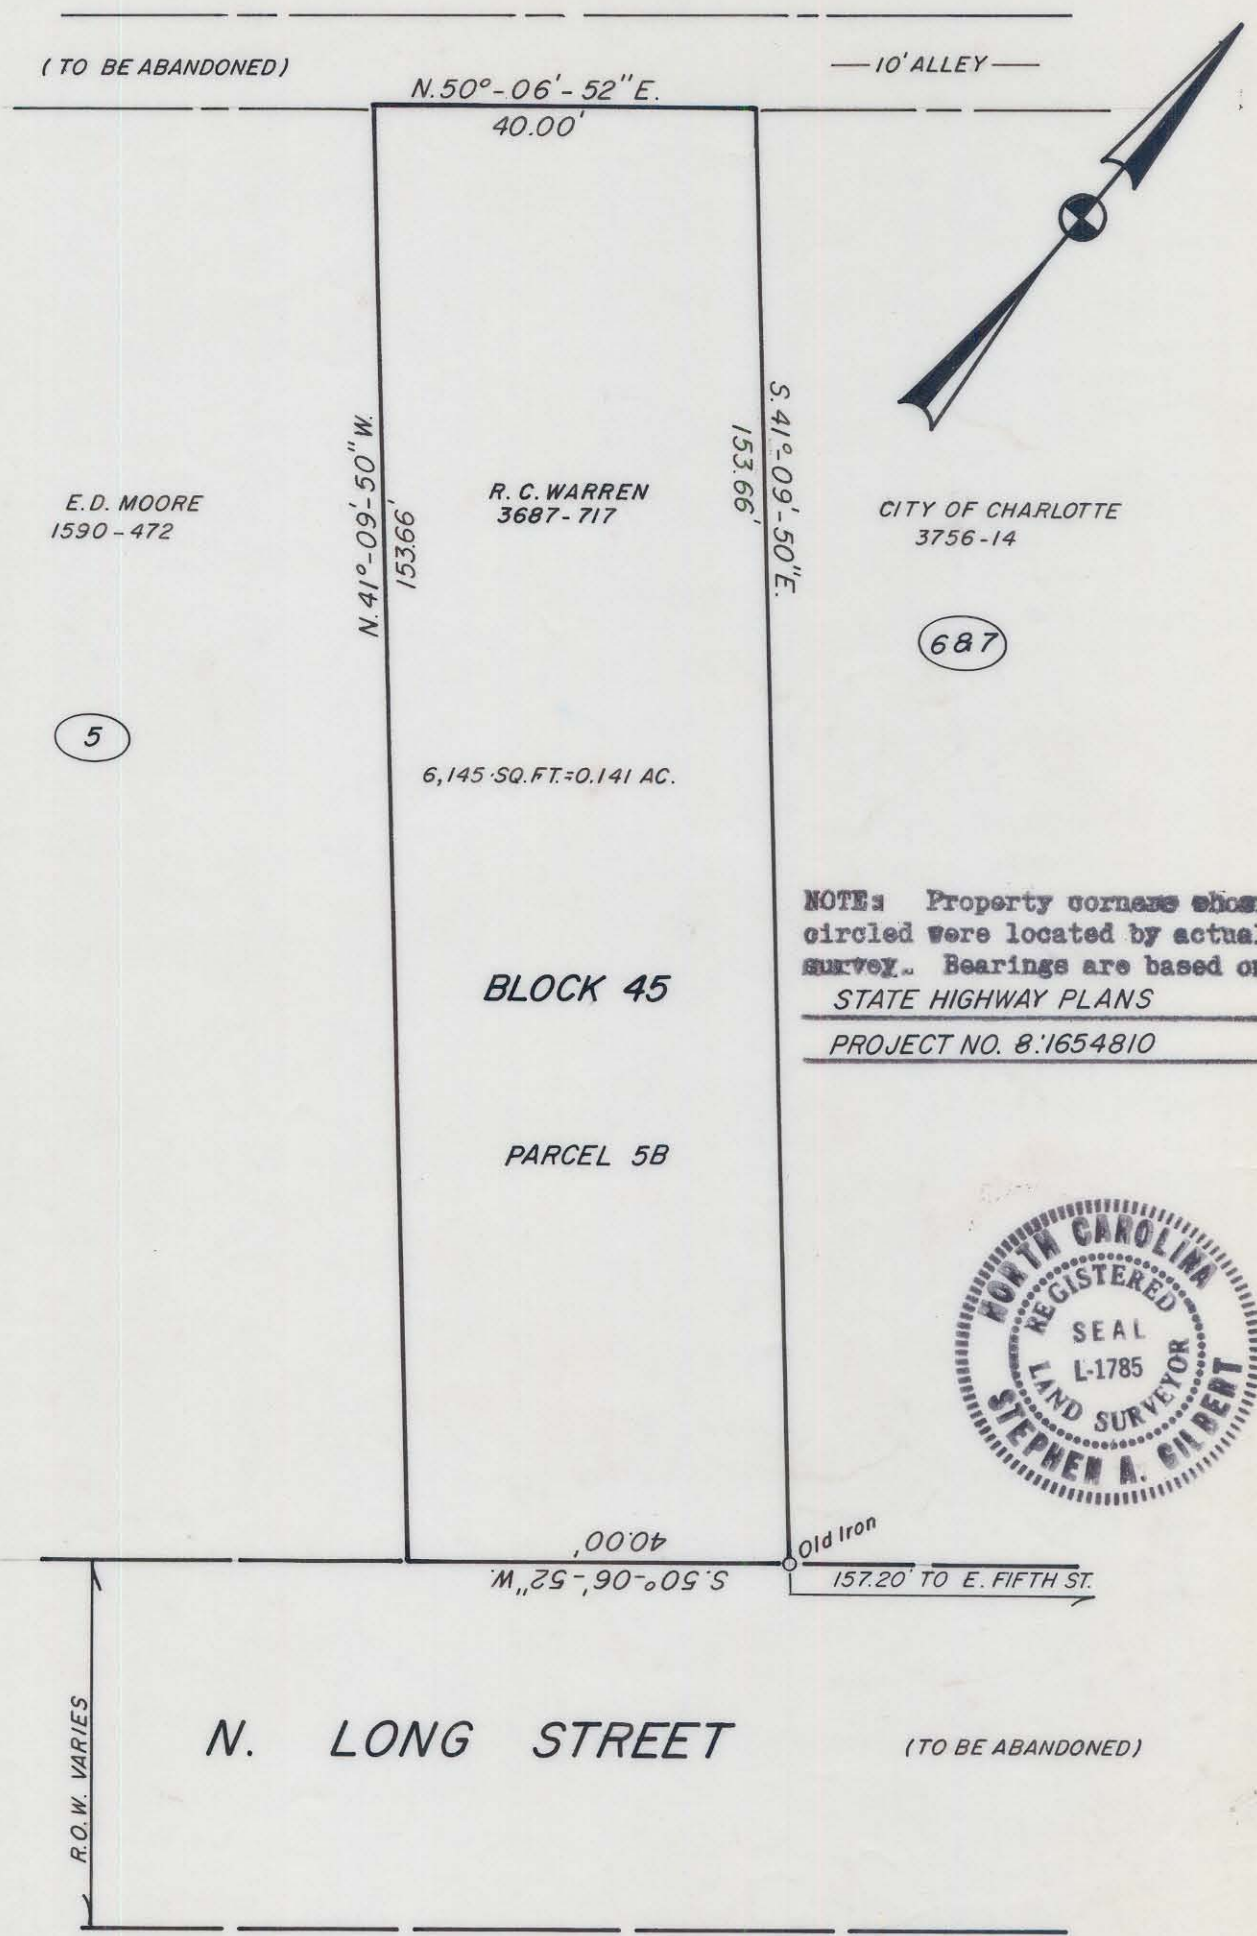 (TO BE ABANDONED)
10' ALLEY
N.50°-06'-52"E.
40.00'
N.41°-09'-50"W.
153.66'
S.41°-09'-50"E.
153.66'
E.D. MOORE
1590-472
R.C. WARREN
3687-717
CITY OF CHARLOTTE
3756-14
6&7
5
6,145 SQ.FT.=0.141 AC.
NOTE: Property corners
circled were located by actual
survey. Bearings are based on
STATE HIGHWAY PLANS
PROJECT NO. 8.1654810
BLOCK 45
PARCEL 5B
NORTH CAROLINA
REGISTERED
SEAL
L-1785
LAND SURVEYOR
STEPHEN A. GILBERT
40.00'
S.50°-06'-52"W.
Old Iron
157.20' TO E. FIFTH ST.
R.O.W. VARIES
N. LONG STREET
(TO BE ABANDONED)